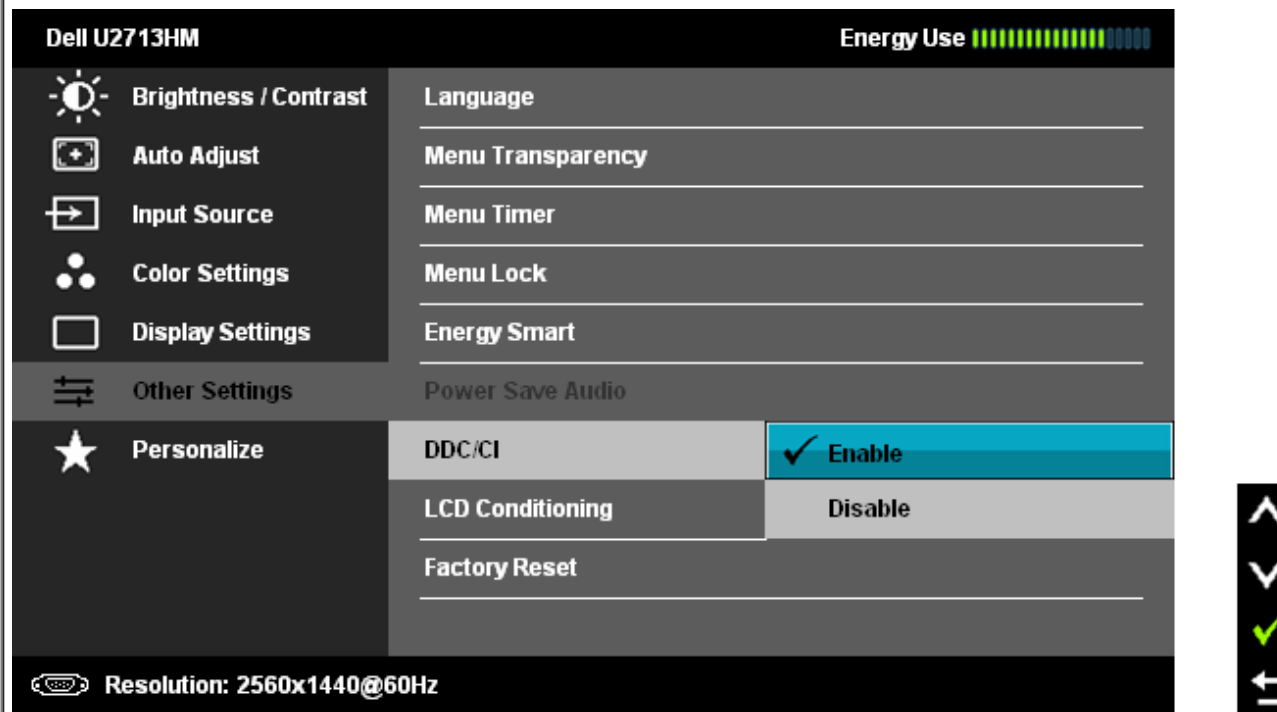 Dell U2713HM Energy Use
Brightness / Contrast Language
Auto Adjust Menu Transparency
Input Source Menu Timer
Color Settings Menu Lock
Display Settings Energy Smart
Other Settings Power Save Audio
Personalize DDC/CI Enable
LCD Conditioning Disable
Factory Reset
Resolution: 2560x1440@60Hz